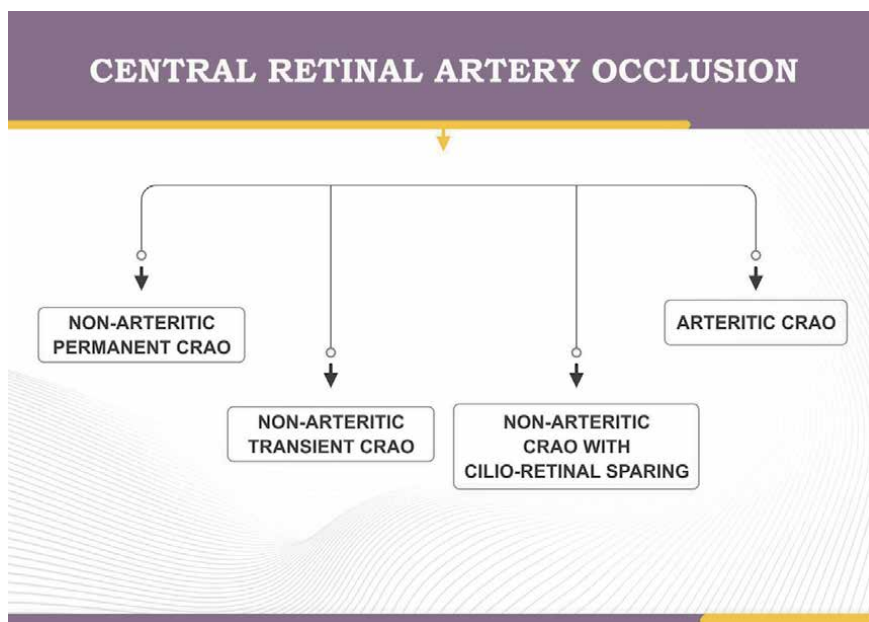 CENTRAL RETINAL ARTERY OCCLUSION
NON-ARTERITIC
PERMANENT CRAO
NON-ARTERITIC
TRANSIENT CRAO
NON-ARTERITIC
CRAO WITH
CILIO-RETINAL SPARING
ARTERITIC CRAO